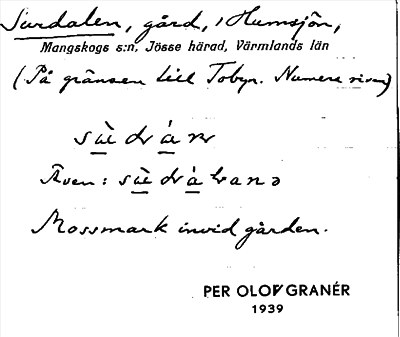 Surdalen, gård, i Humsjön,
Mangskogs s:n, Jösse härad, Värmlands län
(På gränsen till Tobyn. Numera riven)
Även:
Mossmark invid gården.
PER OLOF GRANÉR
1939